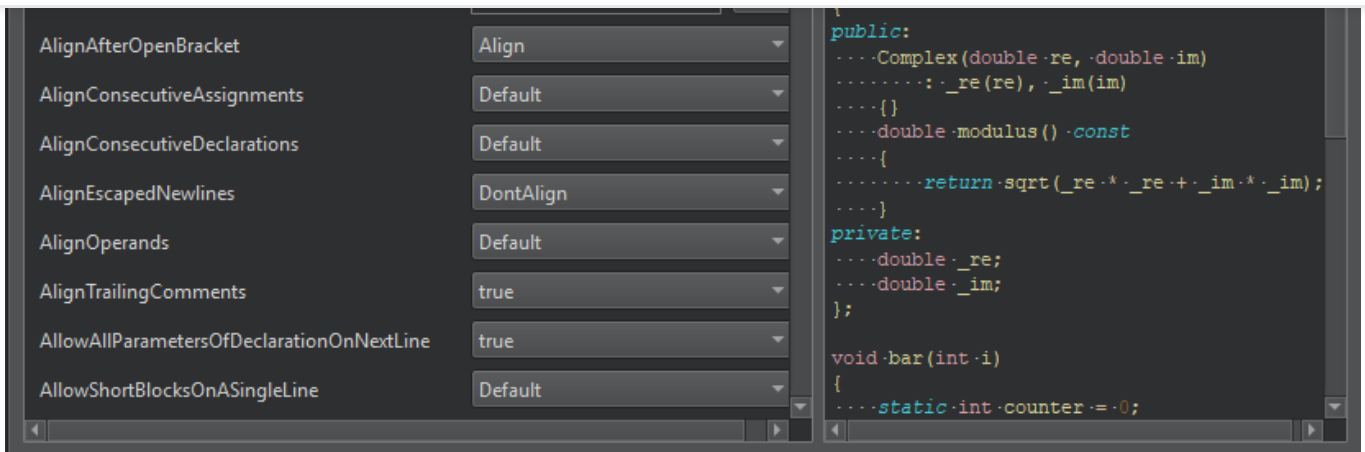 AlignAfterOpenBracket Align
AlignConsecutiveAssignments Default
AlignConsecutiveDeclarations Default
AlignEscapedNewlines DontAlign
AlignOperands Default
AlignTrailingComments true
AllowAllParametersOfDeclarationOnNextLine true
AllowShortBlocksOnASingleLine Default
{
public:
····Complex(double·re,·double·im)
········:·_re(re),·_im(im)
····{}
····double·modulus()·const
····{
········return·sqrt(_re·*·_re·+·_im·*·_im);
····}
private:
····double·_re;
····double·_im;
};
void·bar(int·i)
{
····static·int·counter·=·0;